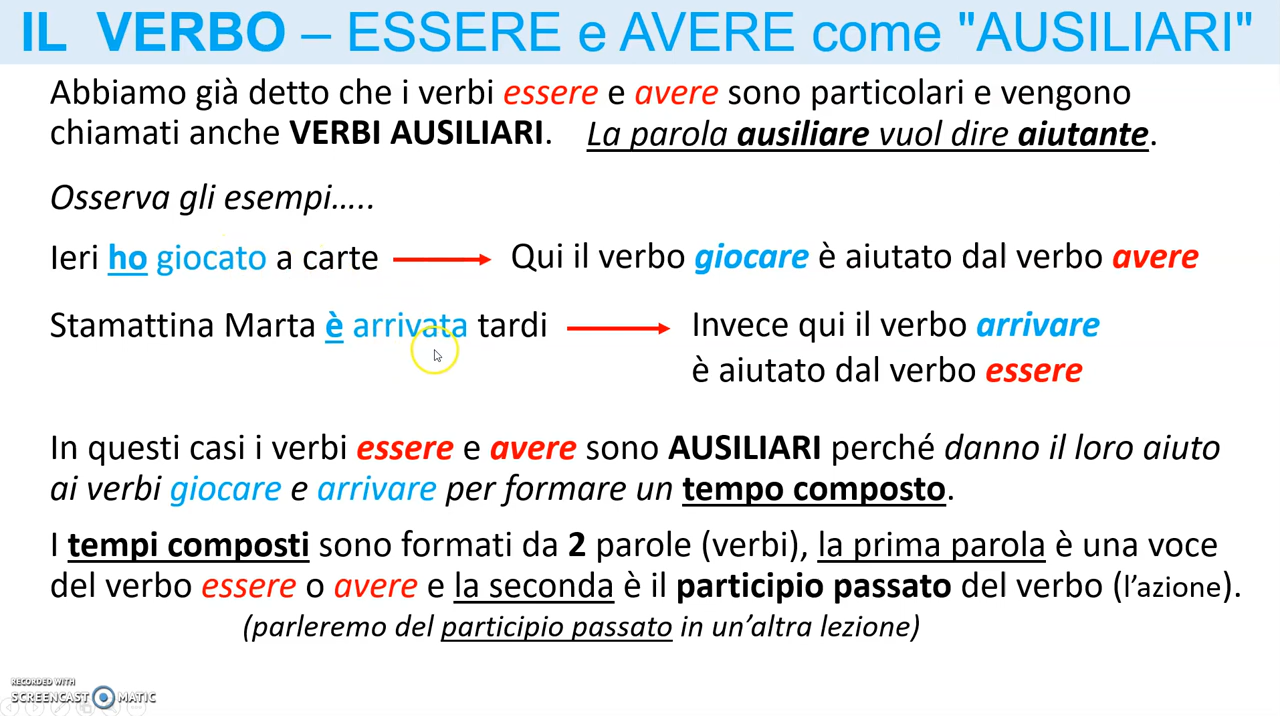 IL VERBO – ESSERE e AVERE come "AUSILIARI"
Abbiamo già detto che i verbi essere e avere sono particolari e vengono
chiamati anche VERBI AUSILIARI. La parola ausiliare vuol dire aiutante.
Osserva gli esempi…..
Ieri ho giocato a carte Qui il verbo giocare è aiutato dal verbo avere
Stamattina Marta è arrivata tardi Invece qui il verbo arrivare
è aiutato dal verbo essere
In questi casi i verbi essere e avere sono AUSILIARI perché danno il loro aiuto
ai verbi giocare e arrivare per formare un tempo composto.
I tempi composti sono formati da 2 parole (verbi), la prima parola è una voce
del verbo essere o avere e la seconda è il participio passato del verbo (l’azione).
(parleremo del participio passato in un’altra lezione)
RECORDED WITH
SCREENCAST MATIC